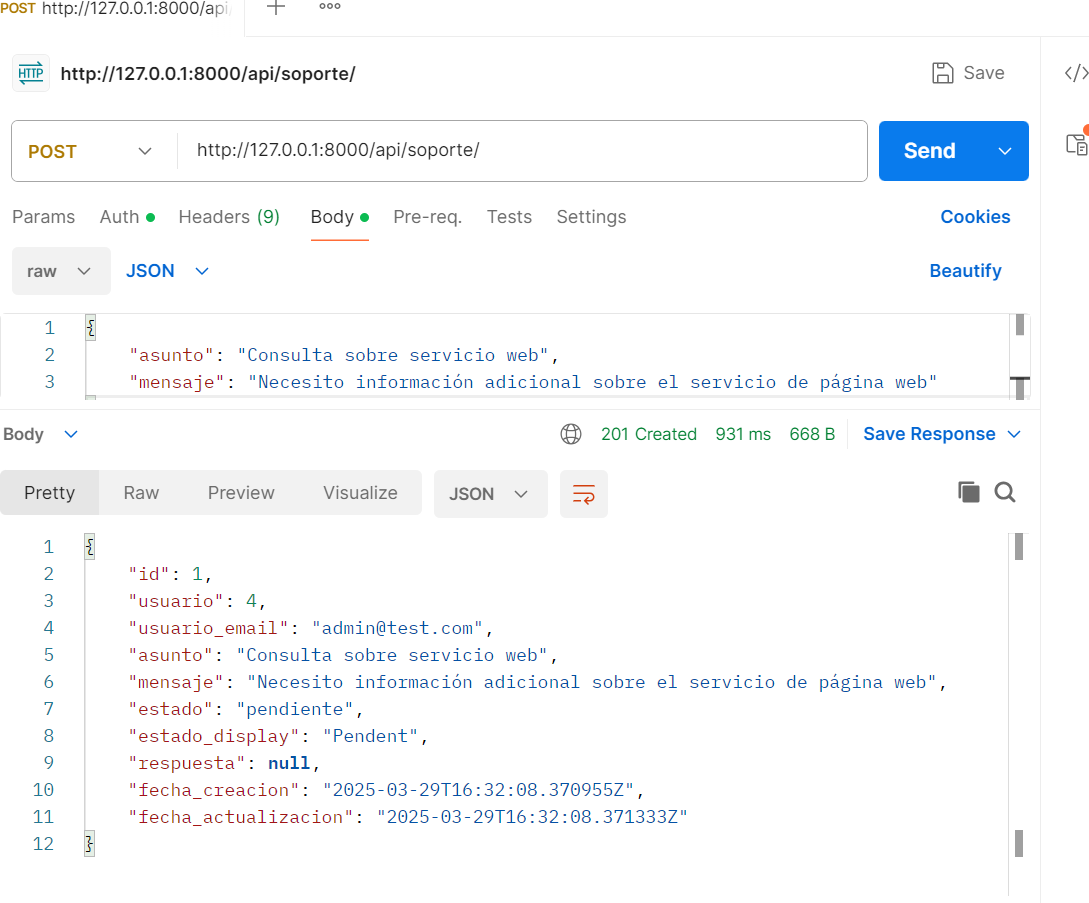 POST http://127.0.0.1:8000/api/
HTTP http://127.0.0.1:8000/api/soporte/ Save
POST http://127.0.0.1:8000/api/soporte/ Send
Params Auth Headers (9) Body Pre-req. Tests Settings Cookies
raw JSON Beautify
1 {
2 "asunto": "Consulta sobre servicio web",
3 "mensaje": "Necesito información adicional sobre el servicio de página web"
Body 201 Created 931 ms 668 B Save Response
Pretty Raw Preview Visualize JSON
1 {
2 "id": 1,
3 "usuario": 4,
4 "usuario_email": "admin@test.com",
5 "asunto": "Consulta sobre servicio web",
6 "mensaje": "Necesito información adicional sobre el servicio de página web",
7 "estado": "pendiente",
8 "estado_display": "Pendent",
9 "respuesta": null,
10 "fecha_creacion": "2025-03-29T16:32:08.370955Z",
11 "fecha_actualizacion": "2025-03-29T16:32:08.371333Z"
12 }